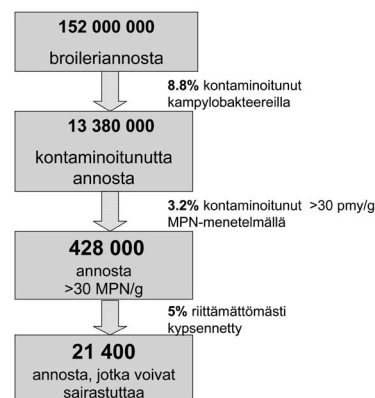 152 000 000
broileriannosta
8.8% kontaminoitunut
kampylobakteereilla
13 380 000
kontaminoitunutta
annosta
3.2% kontaminoitunut >30 pmy/g
MPN-menetelmällä
428 000
annosta
>30 MPN/g
5% riittämättömästi
kypsennetty
21 400
annosta, jotka voivat
sairastuttaa